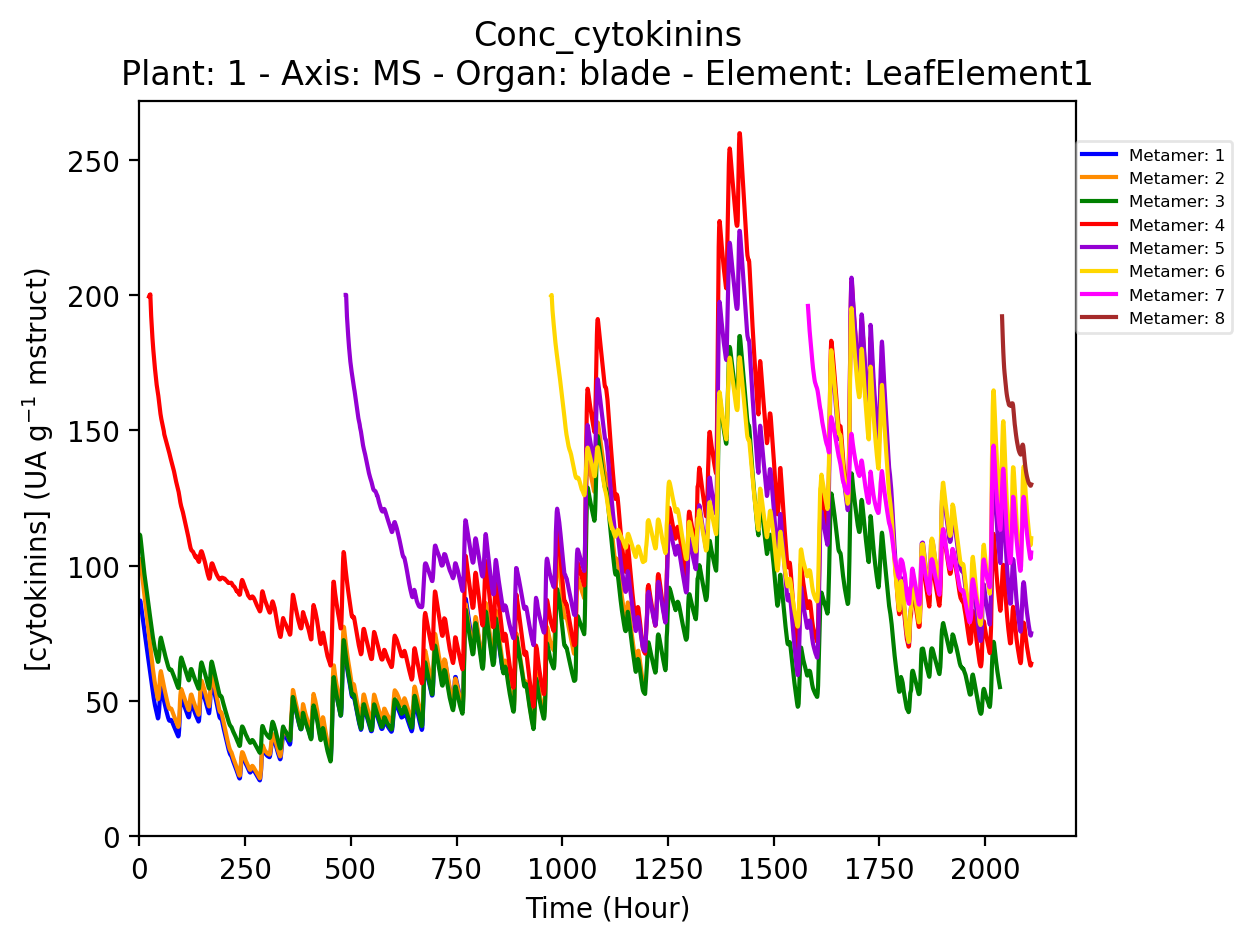 Conc_cytokinins
Plant: 1 - Axis: MS - Organ: blade - Element: LeafElement1
[cytokinins] (UA g⁻¹ mstruct)
250
200
150
100
50
0
0 250 500 750 1000 1250 1500 1750 2000
Time (Hour)
Metamer: 1
Metamer: 2
Metamer: 3
Metamer: 4
Metamer: 5
Metamer: 6
Metamer: 7
Metamer: 8